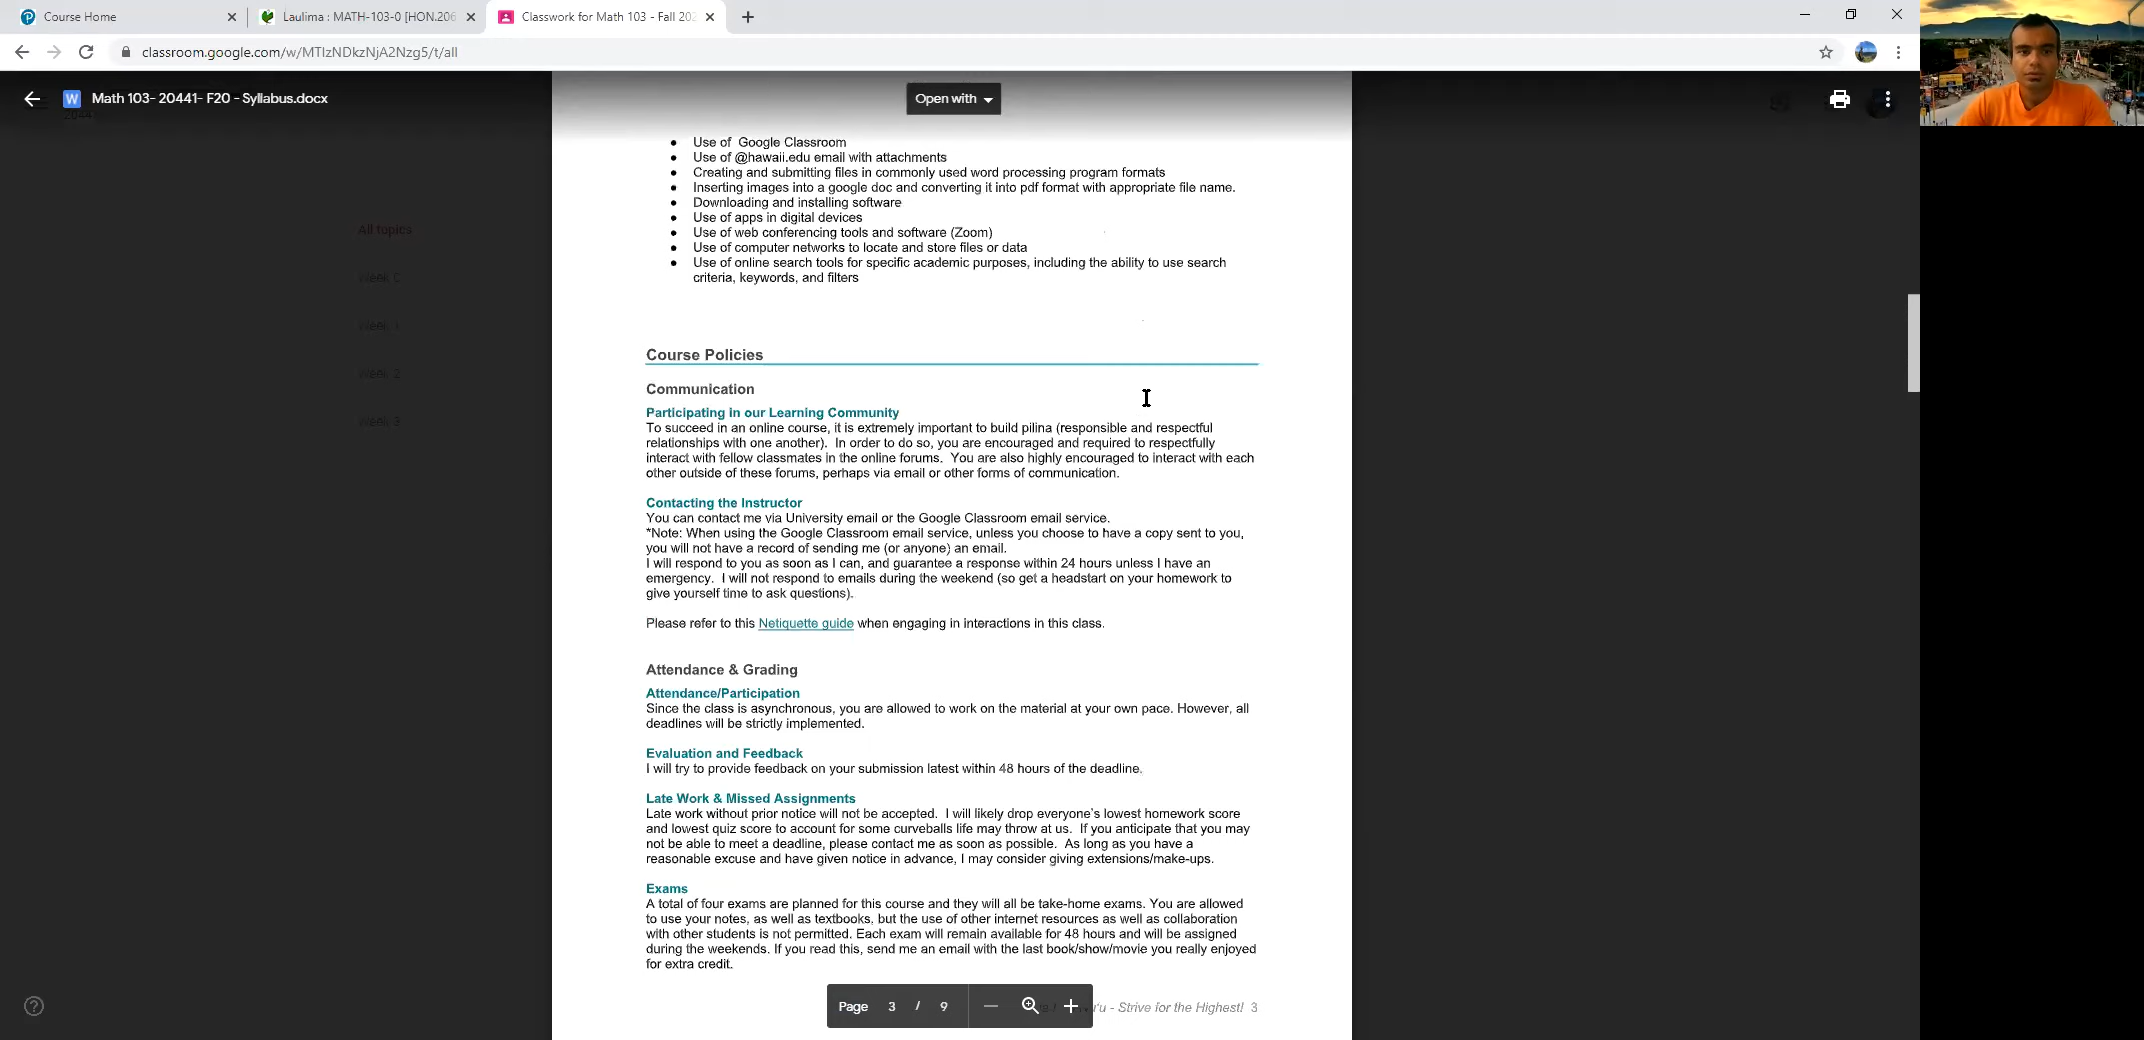 Course Home
Laulima : MATH-103-0 [HON.206
Classwork for Math 103 - Fall 202
classroom.google.com/w/MTIzNDkzNjA2Nzg5/t/all
Math 103- 20441- F20 - Syllabus.docx
Open with
2044
All topics
Week 0
Week 1
Week 2
Week 3
● Use of  Google Classroom
● Use of @hawaii.edu email with attachments
● Creating and submitting files in commonly used word processing program formats
● Inserting images into a google doc and converting it into pdf format with appropriate file name.
● Downloading and installing software
● Use of apps in digital devices
● Use of web conferencing tools and software (Zoom)
● Use of computer networks to locate and store files or data
● Use of online search tools for specific academic purposes, including the ability to use search
criteria, keywords, and filters
Course Policies
Communication
Participating in our Learning Community
To succeed in an online course, it is extremely important to build pilina (responsible and respectful
relationships with one another).  In order to do so, you are encouraged and required to respectfully
interact with fellow classmates in the online forums.  You are also highly encouraged to interact with each
other outside of these forums, perhaps via email or other forms of communication.
Contacting the Instructor
You can contact me via University email or the Google Classroom email service.
*Note: When using the Google Classroom email service, unless you choose to have a copy sent to you,
you will not have a record of sending me (or anyone) an email.
I will respond to you as soon as I can, and guarantee a response within 24 hours unless I have an
emergency.  I will not respond to emails during the weekend (so get a headstart on your homework to
give yourself time to ask questions).
Please refer to this Netiquette guide when engaging in interactions in this class.
Attendance & Grading
Attendance/Participation
Since the class is asynchronous, you are allowed to work on the material at your own pace. However, all
deadlines will be strictly implemented.
Evaluation and Feedback
I will try to provide feedback on your submission latest within 48 hours of the deadline.
Late Work & Missed Assignments
Late work without prior notice will not be accepted.  I will likely drop everyone's lowest homework score
and lowest quiz score to account for some curveballs life may throw at us.  If you anticipate that you may
not be able to meet a deadline, please contact me as soon as possible.  As long as you have a
reasonable excuse and have given notice in advance, I may consider giving extensions/make-ups.
Exams
A total of four exams are planned for this course and they will all be take-home exams. You are allowed
to use your notes, as well as textbooks, but the use of other internet resources as well as collaboration
with other students is not permitted. Each exam will remain available for 48 hours and will be assigned
during the weekends. If you read this, send me an email with the last book/show/movie you really enjoyed
for extra credit.
Page 3 / 9
- Strive for the Highest! 3